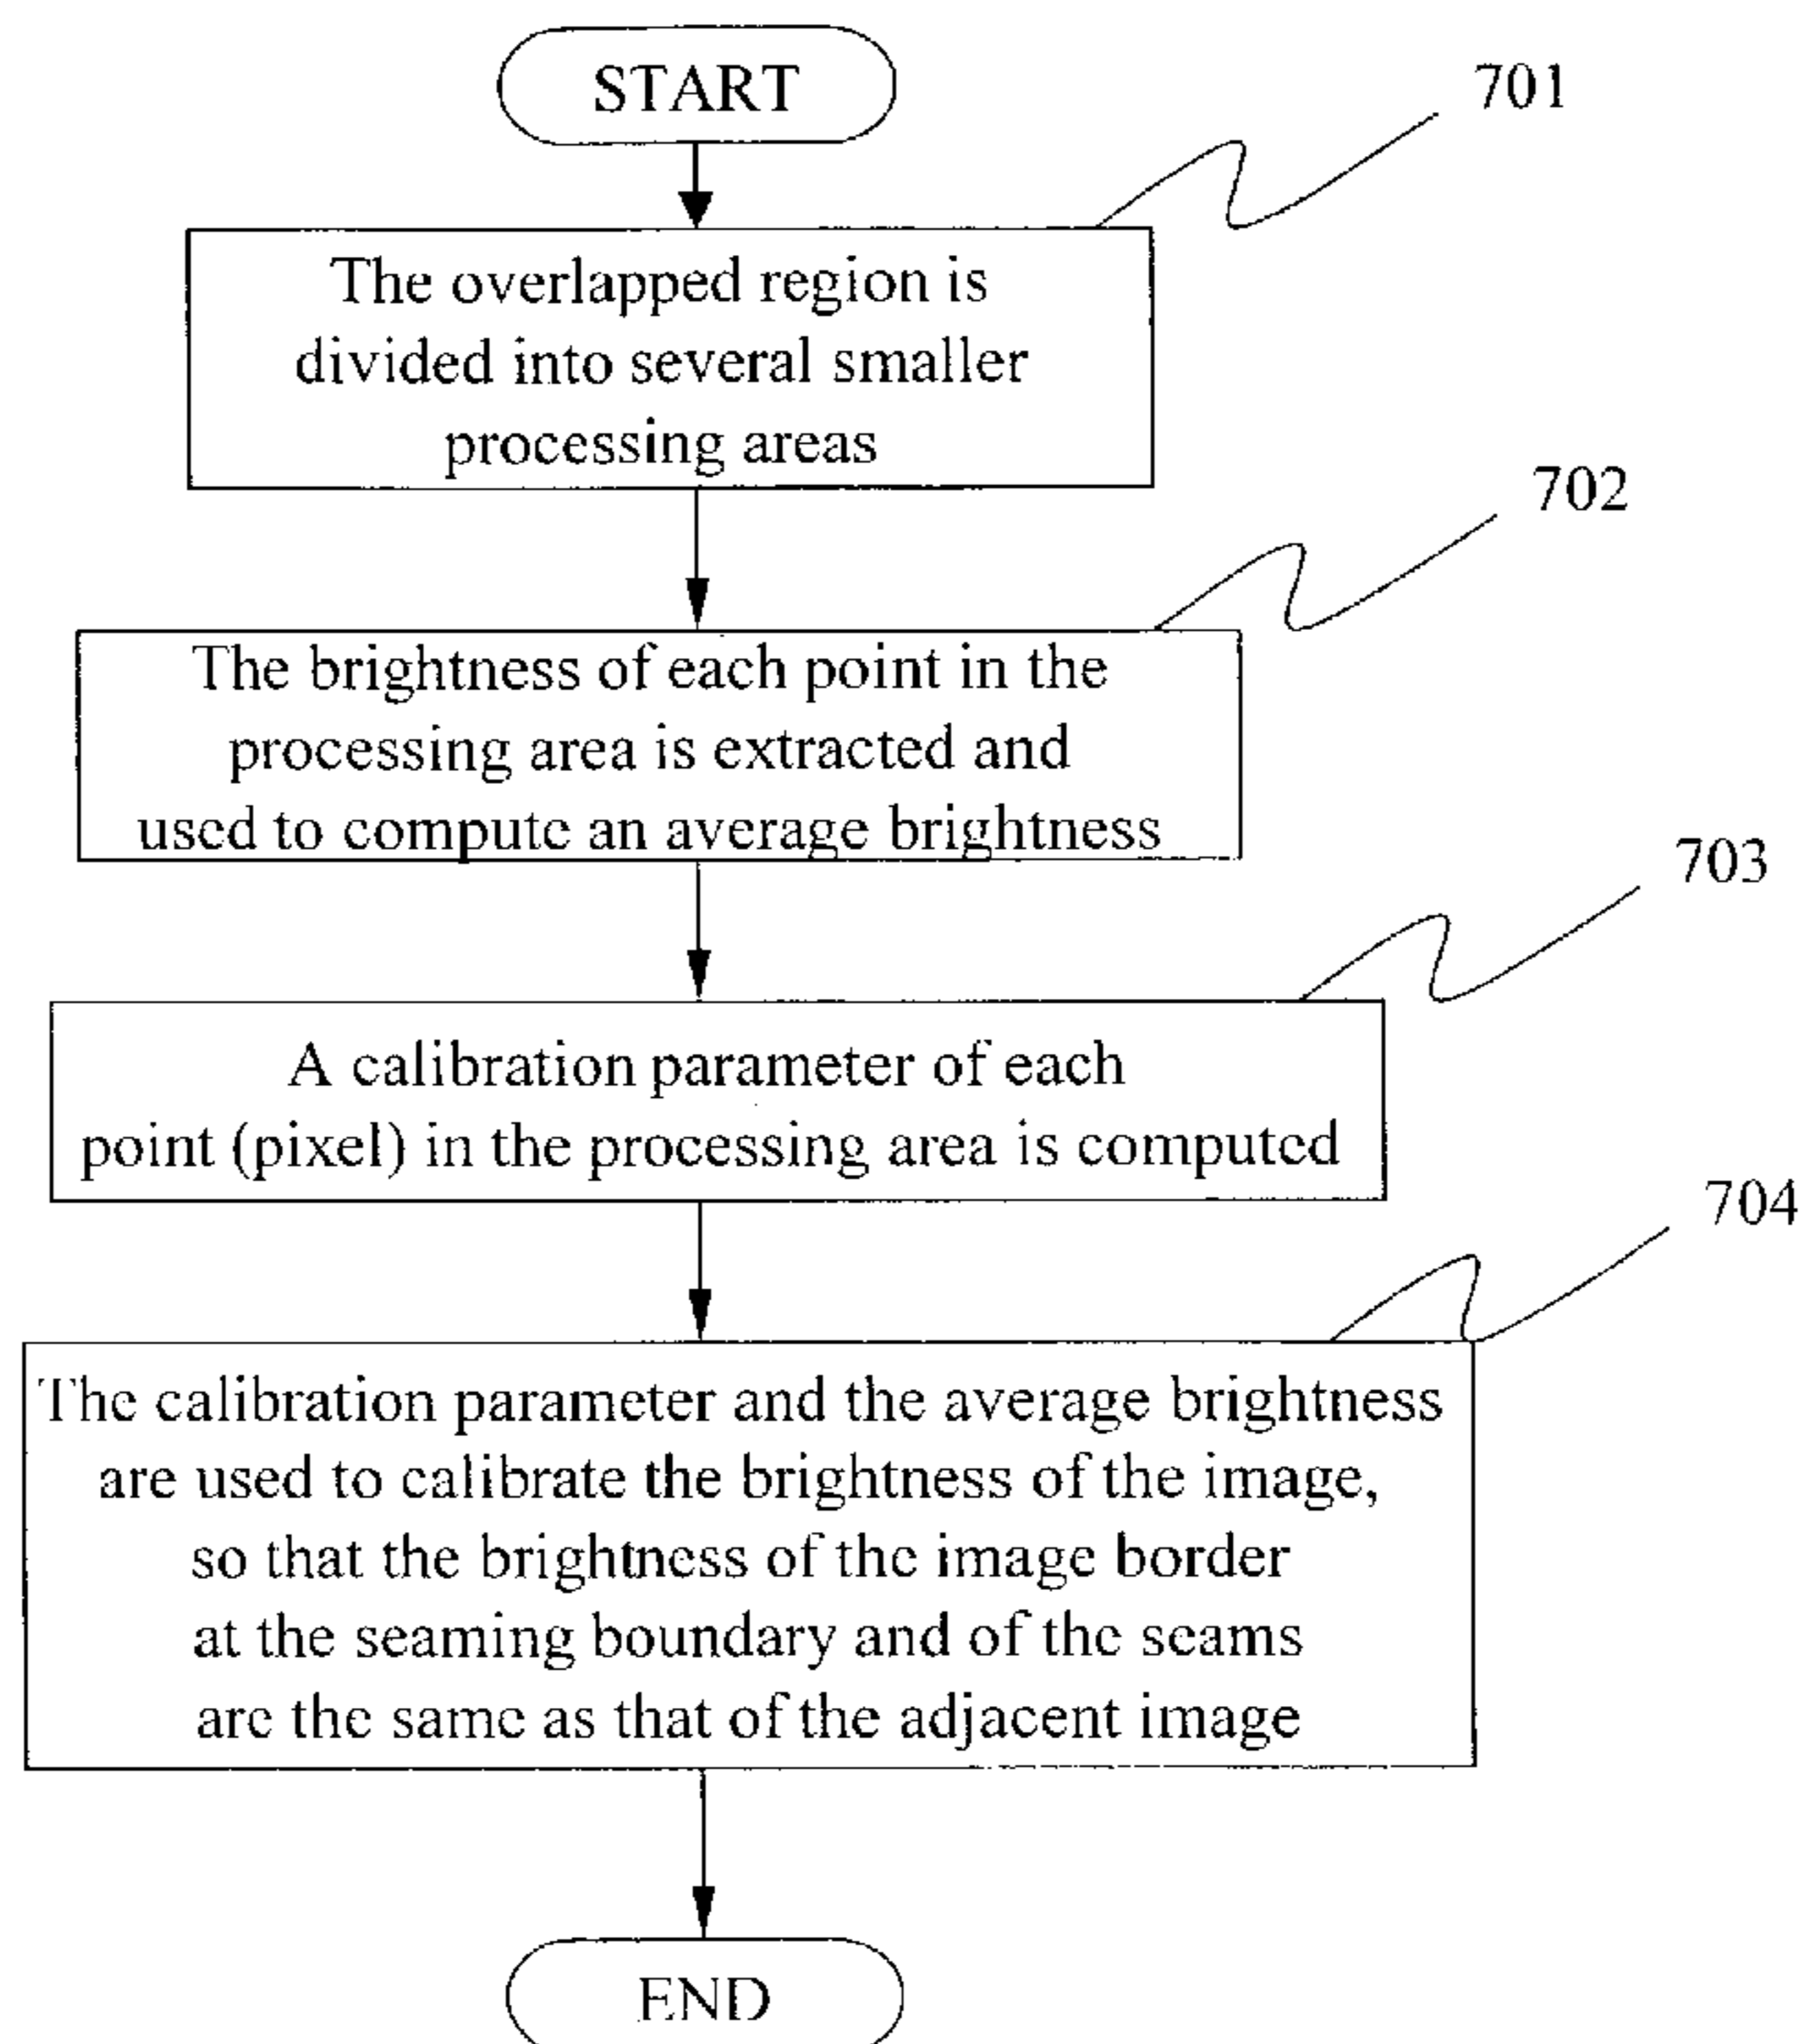 START
701
The overlapped region is
divided into several smaller
processing areas
702
The brightness of each point in the
processing area is extracted and
used to compute an average brightness
703
A calibration parameter of each
point (pixel) in the processing area is computed
704
The calibration parameter and the average brightness
are used to calibrate the brightness of the image,
so that the brightness of the image border
at the seaming boundary and of the seams
are the same as that of the adjacent image
END